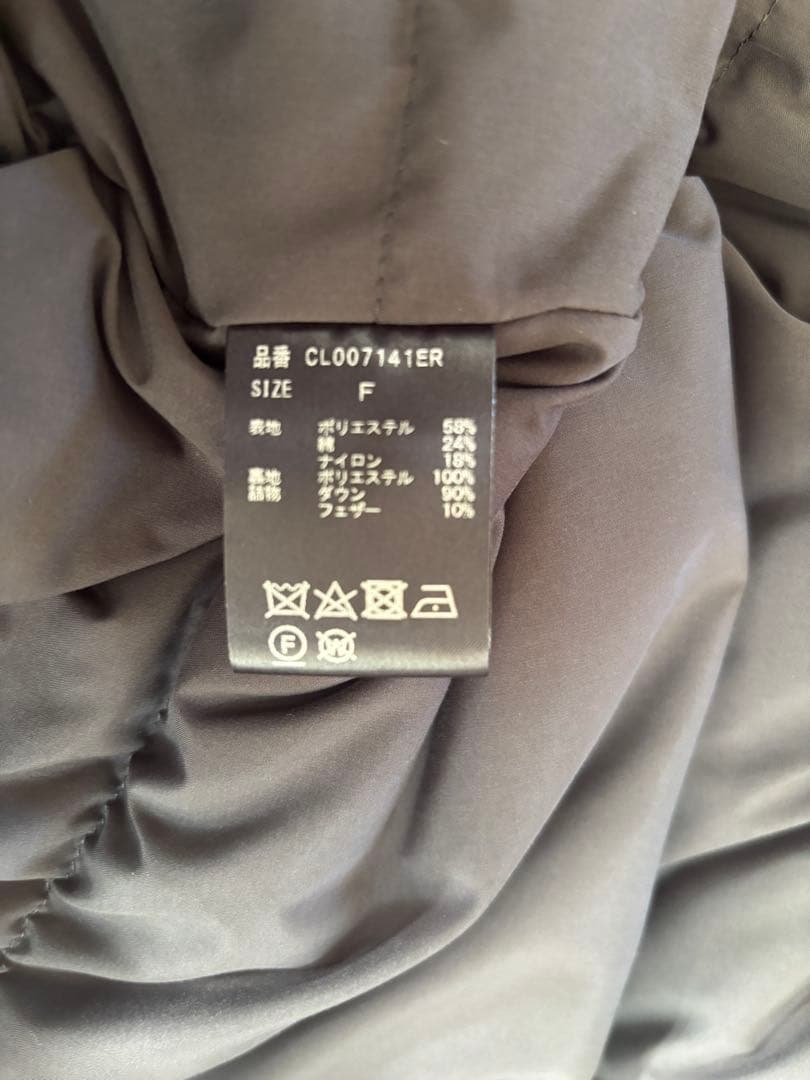 品番 CL007141ER
SIZE F
表地 ポリエステル 58%
綿 24%
ナイロン 18%
裏地 ポリエステル 100%
詰物 ダウン 90%
フェザー 10%
F W